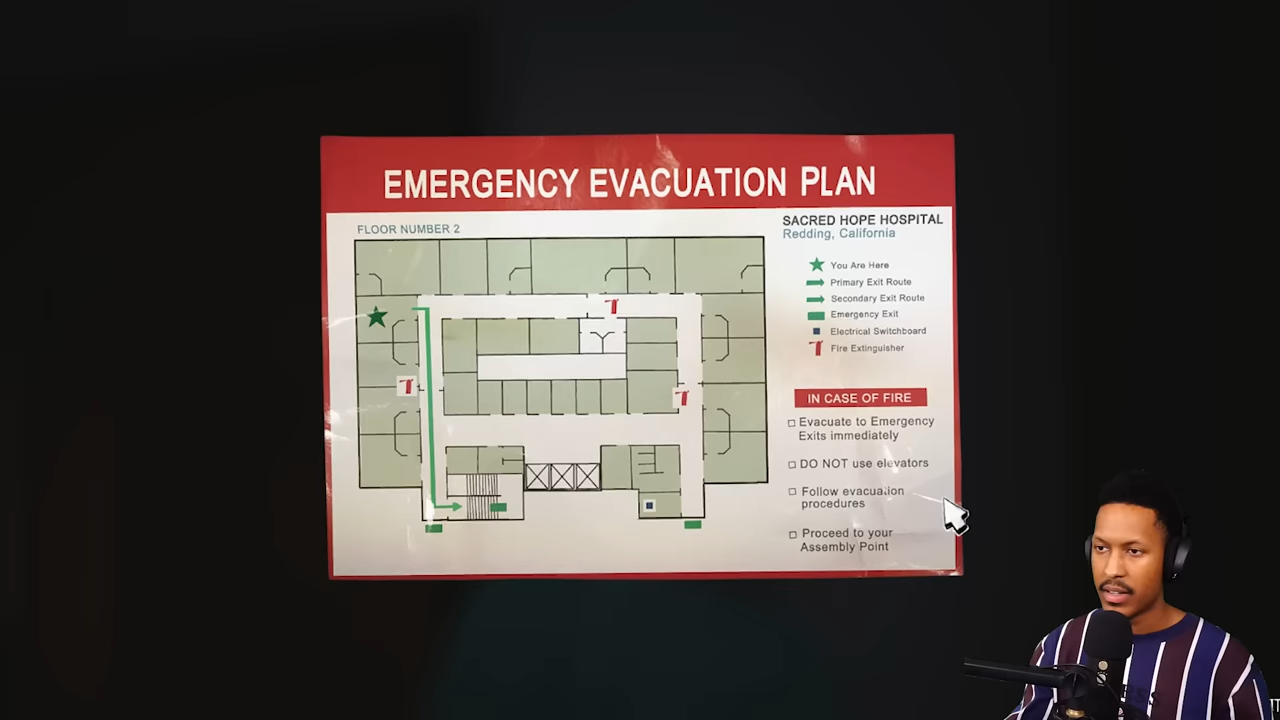 EMERGENCY EVACUATION PLAN
FLOOR NUMBER 2
SACRED HOPE HOSPITAL
Redding, California
You Are Here
Primary Exit Route
Secondary Exit Route
Emergency Exit
Electrical Switchboard
Fire Extinguisher
IN CASE OF FIRE
Evacuate to Emergency
Exits immediately
DO NOT use elevators
Follow evacuation
procedures
Proceed to your
Assembly Point